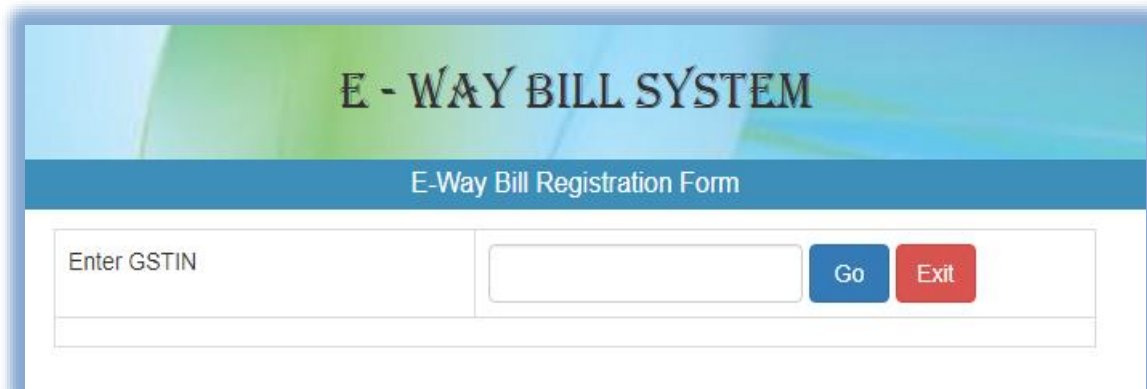 E - WAY BILL SYSTEM
E-Way Bill Registration Form
Enter GSTIN
Go
Exit